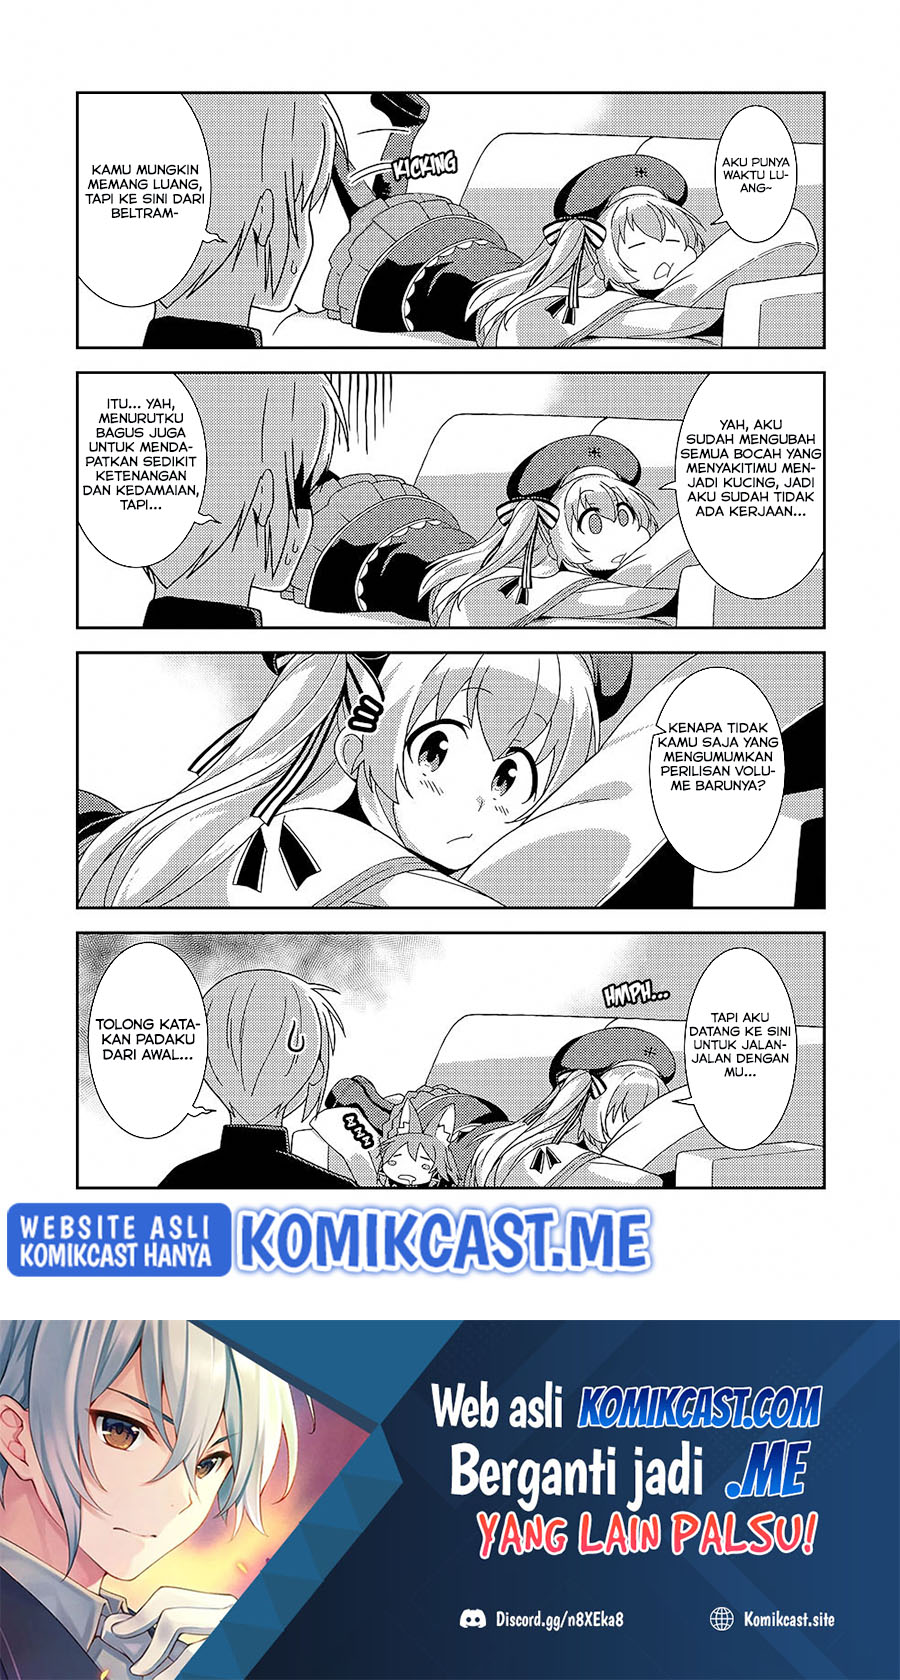 AKU PUNYA
WAKTU LU-
ANG~
KICKING
KAMU MUNGKIN
MEMANG LUANG,
TAPI KE SINI DARI
BELTRAM-
YAH, AKU
SUDAH MENGUBAH
SEMUA BOCAH YANG
MENYAKITIMU MEN-
JADI KUCING, JADI
AKU SUDAH TIDAK
ADA KERJAAN...
ITU... YAH,
MENURUTKU
BAGUS JUGA
UNTUK MENDA-
PATKAN SEDIKIT
KETENANGAN
DAN KEDAMAIAN,
TAPI...
KENAPA TIDAK
KAMU SAJA YANG
MENGUMUMKAN
PERILISAN VOLU-
ME BARUNYA?
HMPH...
TAPI AKU
DATANG KE SINI
UNTUK JALAN-
JALAN DENGAN
MU...
TOLONG KATA-
KAN PADAKU
DARI AWAL...
ZZZ
WEBSITE ASLI
KOMIKCAST HANYA
KOMIKCAST.ME
Web asli KOMIKCAST.COM
Berganti jadi .ME
YANG LAIN PALSU!
Discord.gg/n8XEka8
Komikcast.site